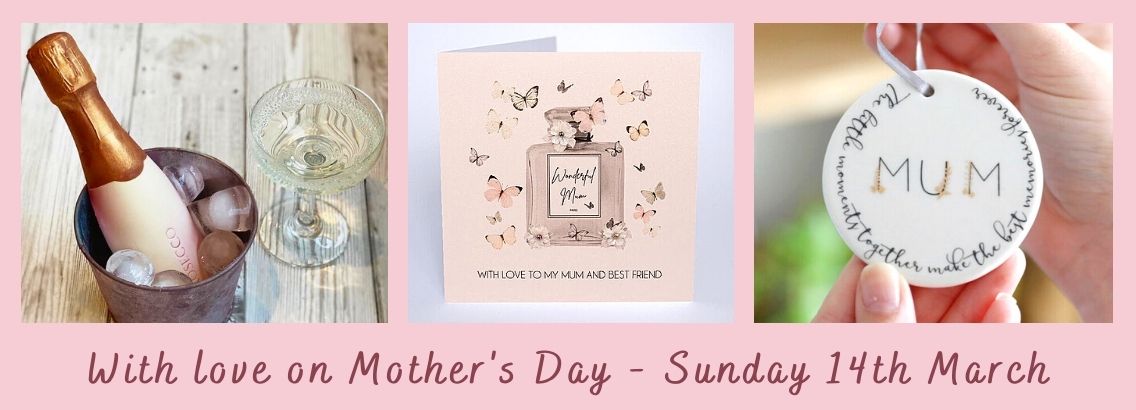 PROSECCO
Wonderful
Mum
WITH LOVE TO MY MUM AND BEST FRIEND
MUM
The little moments together make the best memories forever
With love on Mother's Day - Sunday 14th March